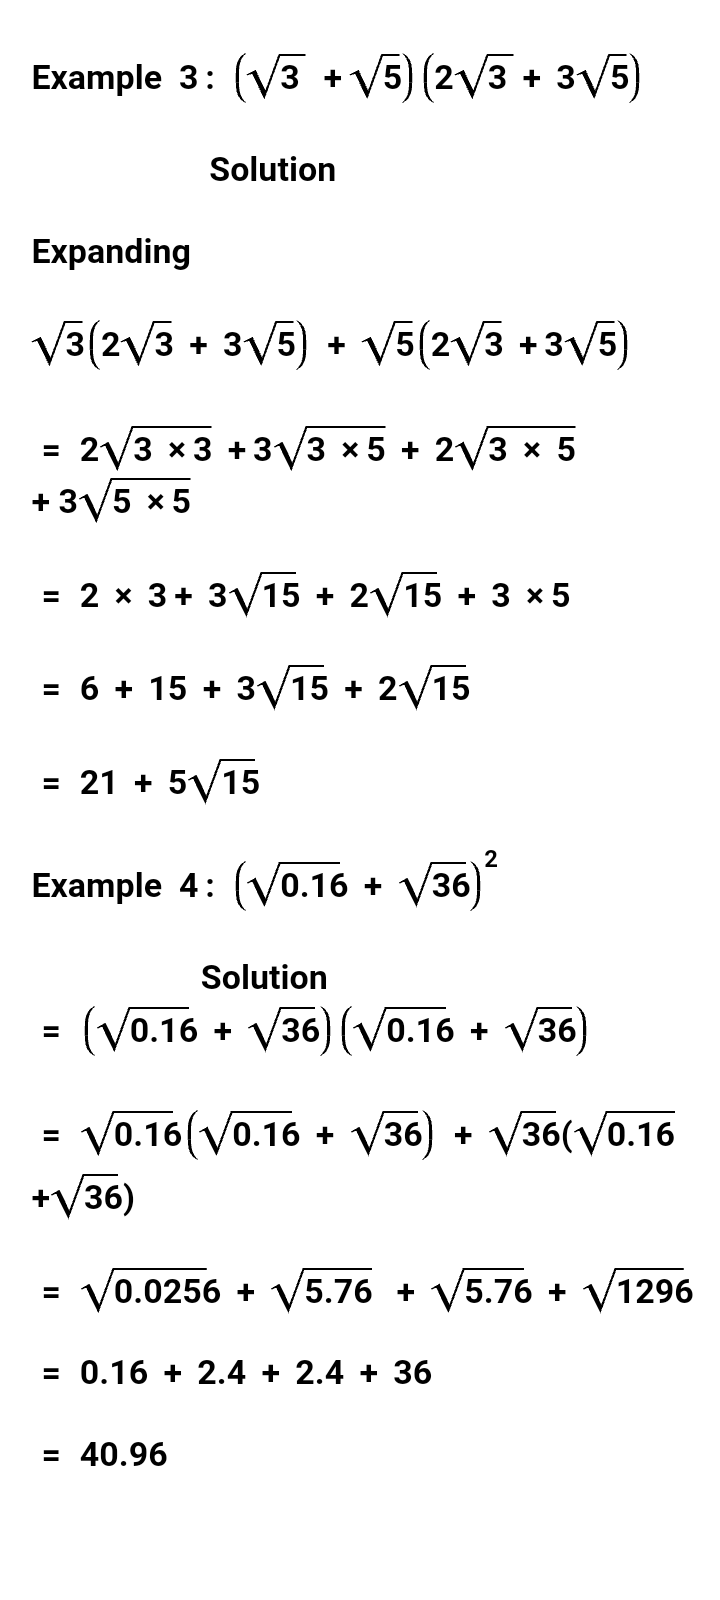 Example 3: (√3 + √5)(2√3 + 3√5)
Solution
Expanding
√3(2√3 + 3√5) + √5(2√3 + 3√5)
= 2√(3 × 3) + 3√(3 × 5) + 2√(3 × 5)
+ 3√(5 × 5)
= 2 × 3 + 3√15 + 2√15 + 3 × 5
= 6 + 15 + 3√15 + 2√15
= 21 + 5√15
Example 4: (√0.16 + √36)²
Solution
= (√0.16 + √36)(√0.16 + √36)
= √0.16(√0.16 + √36) + √36(√0.16
+√36)
= √0.0256 + √5.76 + √5.76 + √1296
= 0.16 + 2.4 + 2.4 + 36
= 40.96